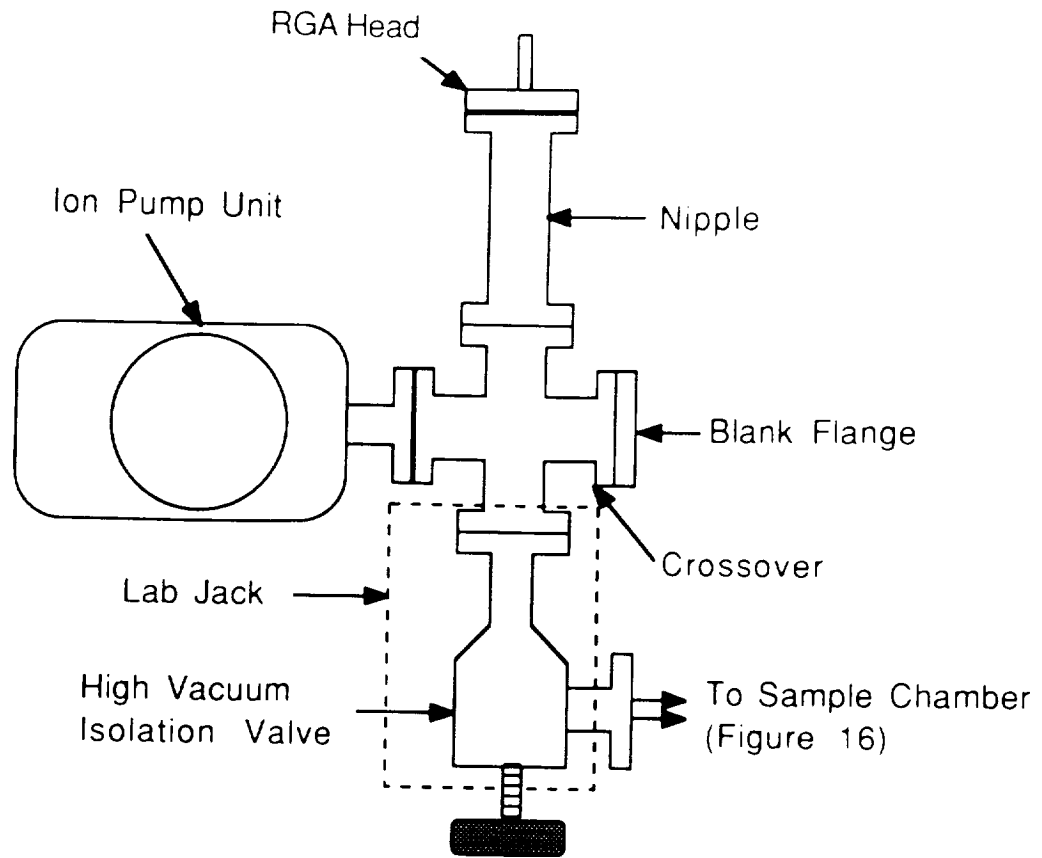 RGA Head
Ion Pump Unit
Nipple
Blank Flange
Crossover
Lab Jack
High Vacuum
Isolation Valve
To Sample Chamber
(Figure 16)